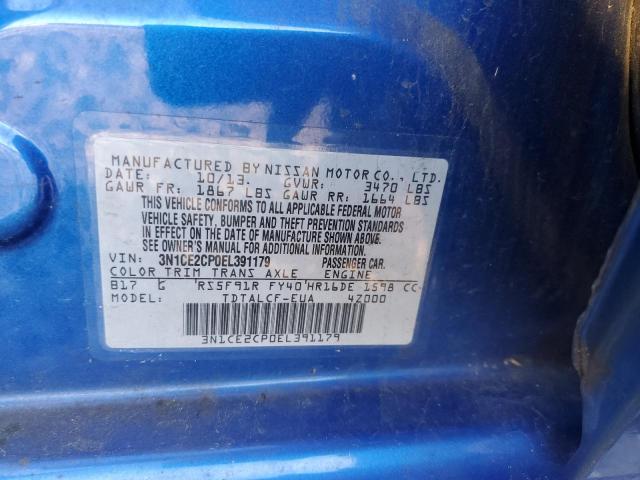 MANUFACTURED BY NISSAN MOTOR CO., LTD.
DATE: 10/13 GVWR: 3470 LBS
GAWR FR: 1867 LBS GAWR RR: 1664 LBS
THIS VEHICLE CONFORMS TO ALL APPLICABLE FEDERAL MOTOR
VEHICLE SAFETY, BUMPER AND THEFT PREVENTION STANDARDS
IN EFFECT ON THE DATE OF MANUFACTURE SHOWN ABOVE.
SEE OWNER'S MANUAL FOR ADDITIONAL INFORMATION.
VIN: 3N1CE2CP0EL391179 PASSENGER CAR.
COLOR TRIM TRANS AXLE ENGINE
B17 G RS5F91R FY40 HR16DE 1598 CC
MODEL: TDTALCF-EUA 4Z000
3N1CE2CP0EL391179